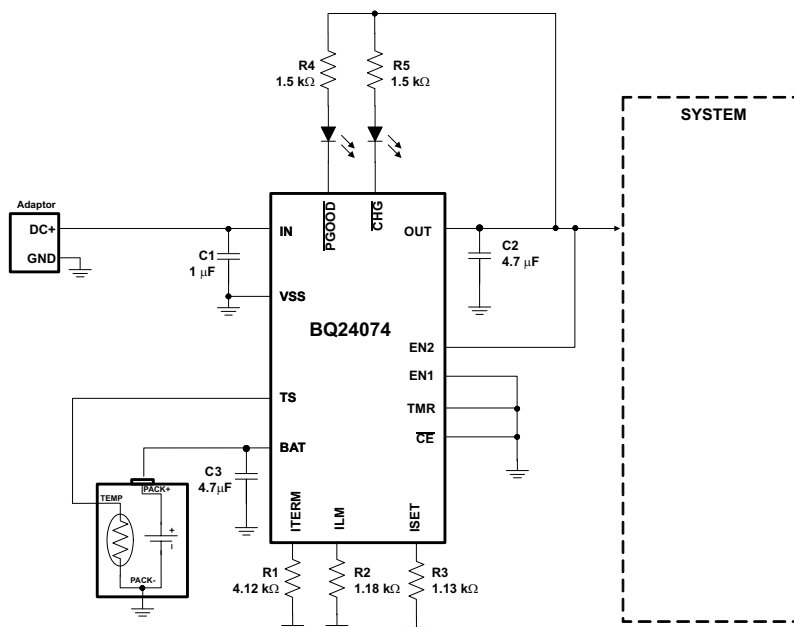 R4
1.5 kΩ
R5
1.5 kΩ
SYSTEM
Adaptor
DC+
GND
IN
PGOOD
CHG
OUT
C1
1 μF
C2
4.7 μF
VSS
BQ24074
EN2
EN1
TS
TMR
BAT
CE
C3
4.7μF
PACK+
TEMP
+
PACK-
ITERM
ILM
ISET
R1
4.12 kΩ
R2
1.18 kΩ
R3
1.13 kΩ